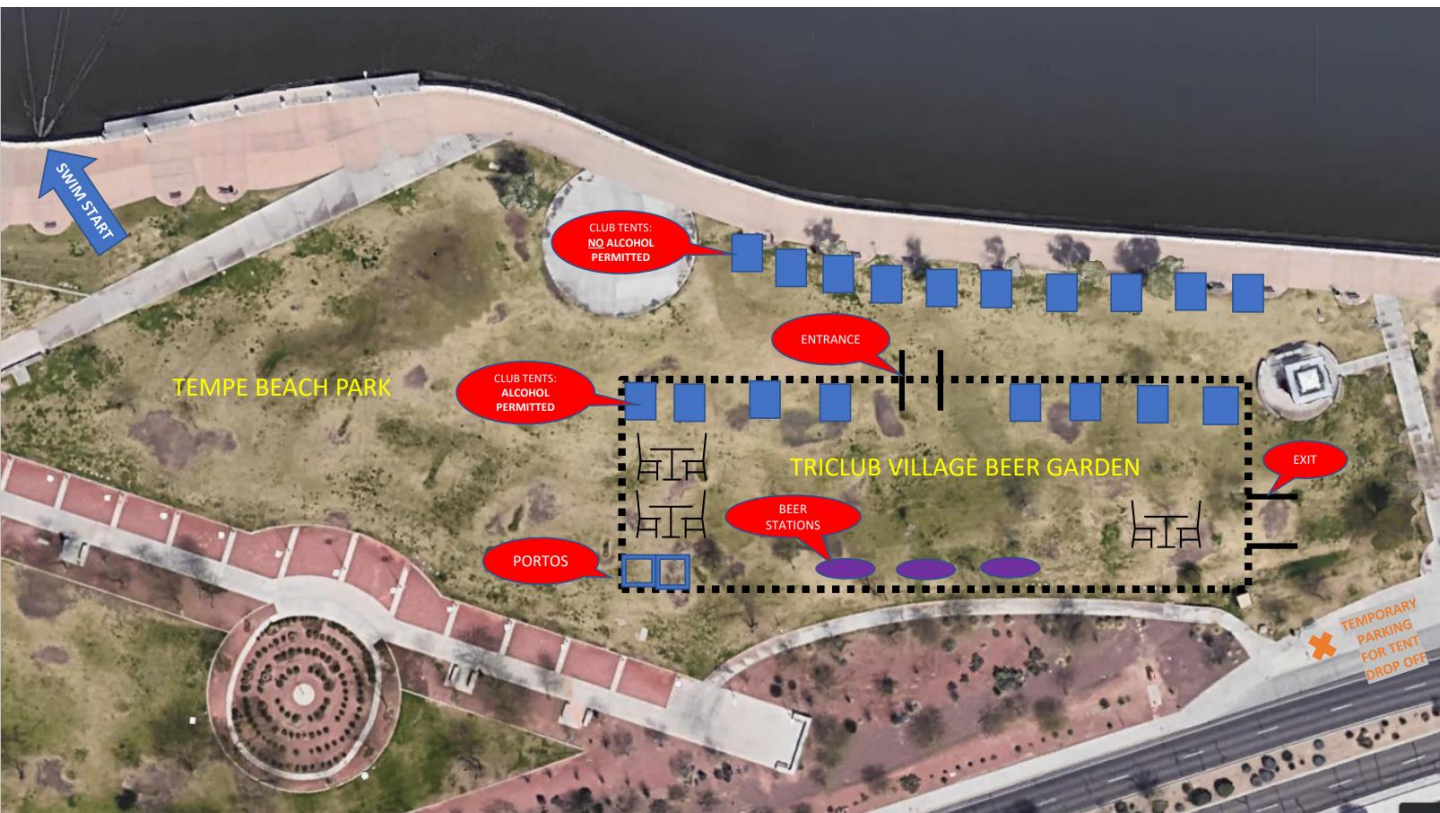 SWIM START
CLUB TENTS:
NO ALCOHOL
PERMITTED
ENTRANCE
TEMPE BEACH PARK
CLUB TENTS:
ALCOHOL
PERMITTED
TRICLUB VILLAGE BEER GARDEN
EXIT
BEER
STATIONS
PORTOS
TEMPORARY
PARKING
FOR TENT
DROP OFF